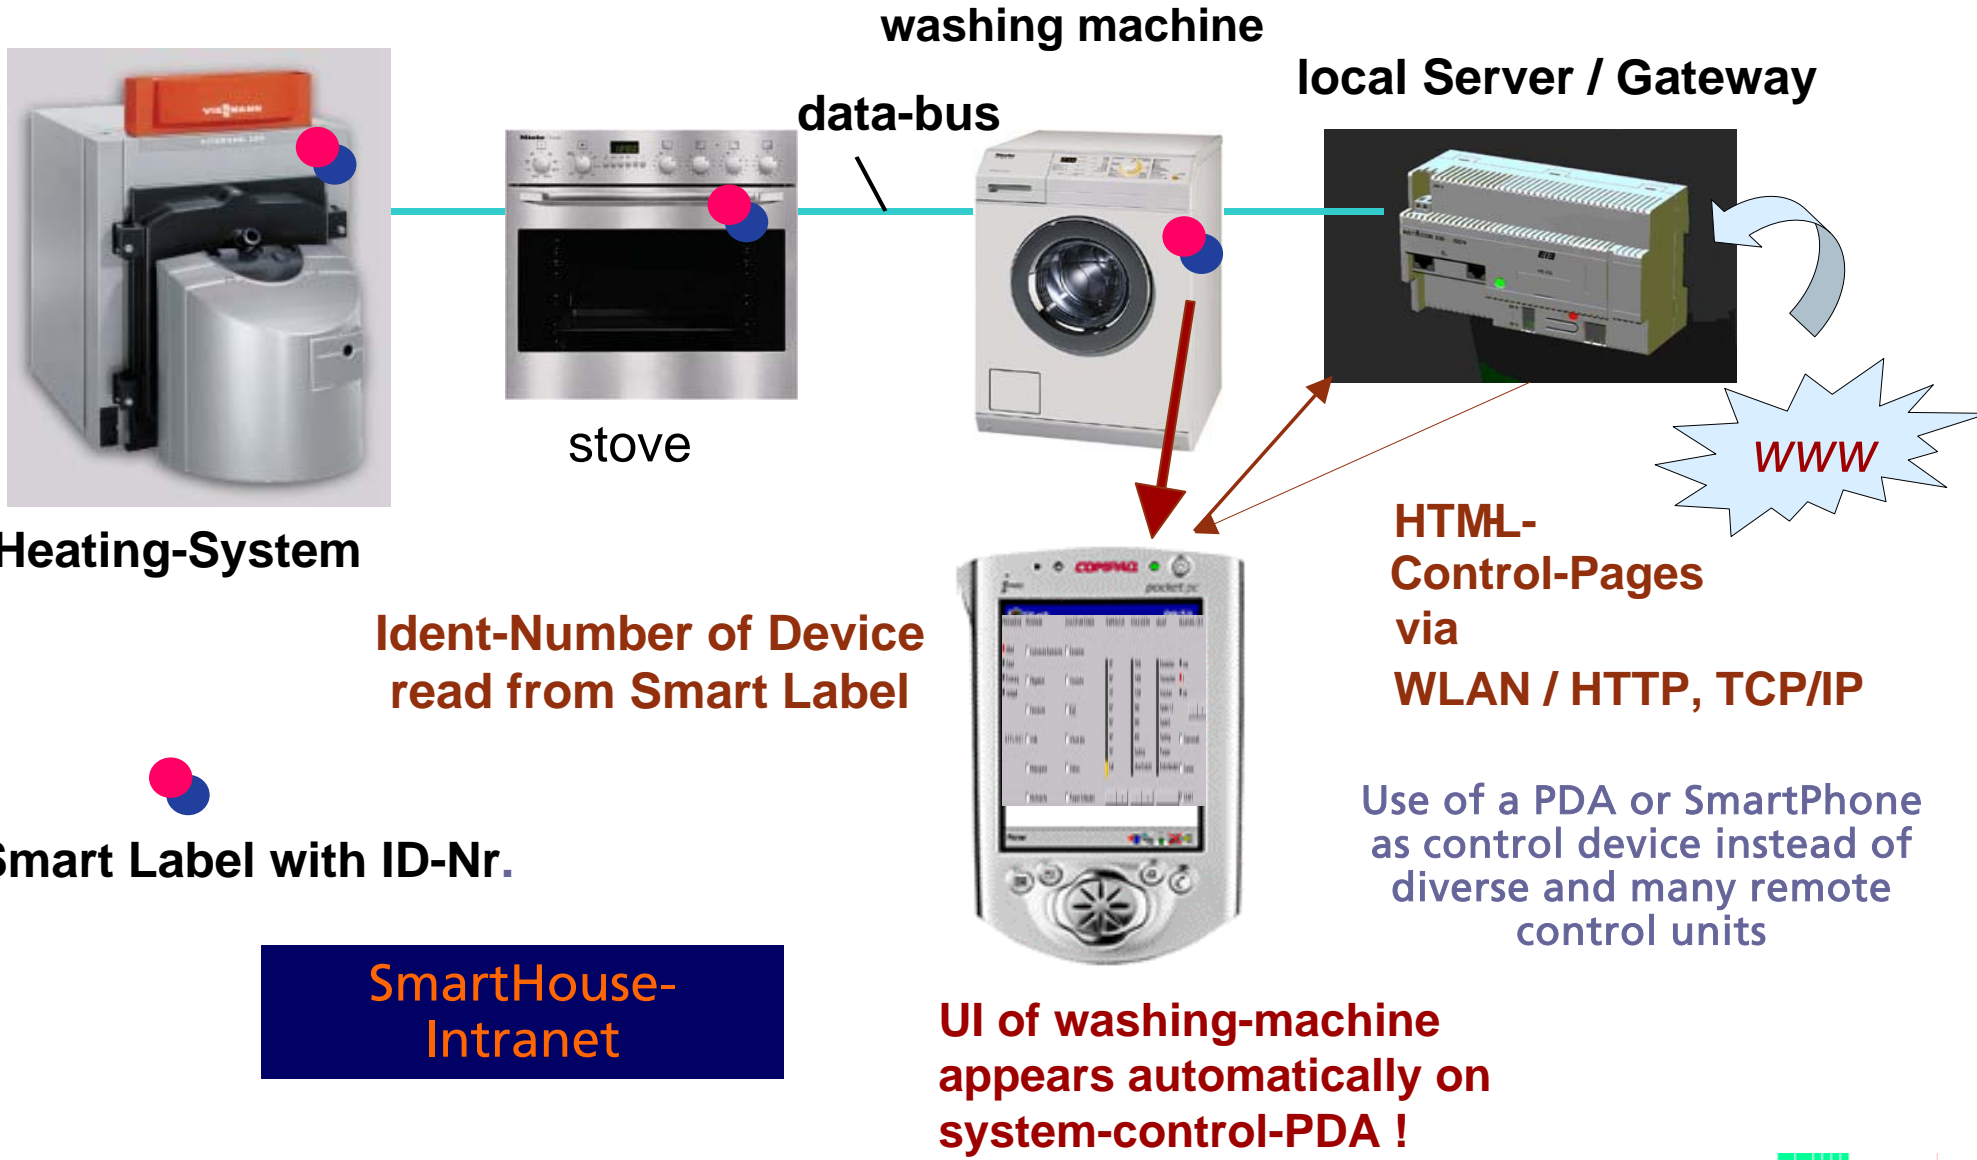 washing machine
local Server / Gateway
data-bus
VIESMANN
Miele
EIB
stove
www
Heating-System
HTML-
Control-Pages
via
WLAN / HTTP, TCP/IP
COMPAQ
pocket pc
Ident-Number of Device
read from Smart Label
Smart Label with ID-Nr.
Use of a PDA or SmartPhone
as control device instead of
diverse and many remote
control units
SmartHouse-
Intranet
UI of washing-machine
appears automatically on
system-control-PDA !